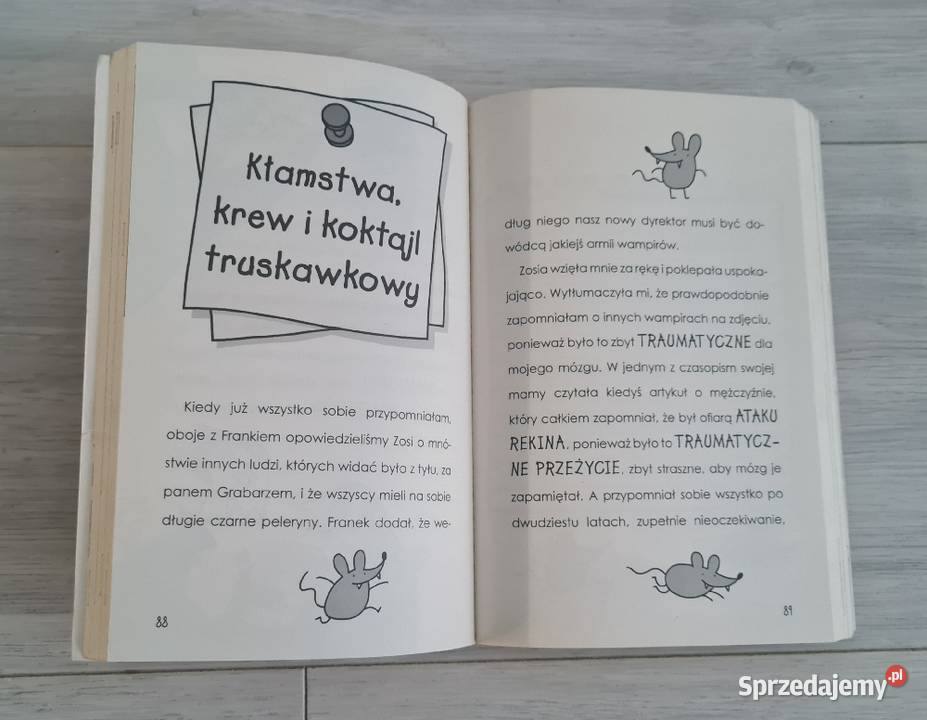 Kłamstwa,
krew i koktajl
truskawkowy
Kiedy już wszystko sobie przypomniałam,
oboje z Frankiem opowiedzieliśmy Zosi o mnó-
stwie innych ludzi, których widać było z tyłu, za
panem Grabarzem, i że wszyscy mieli na sobie
długie czarne peleryny. Franek dodał, że we-
88
dług niego nasz nowy dyrektor musi być do-
wódcą jakiejś armii wampirów.
Zosia wzięła mnie za rękę i poklepała uspoka-
jająco. Wytłumaczyła mi, że prawdopodobnie
zapomniałam o innych wampirach na zdjęciu,
ponieważ było to zbyt TRAUMATYCZNE dla
mojego mózgu. W jednym z czasopism swojej
mamy czytała kiedyś artykuł o mężczyźnie,
który całkiem zapomniał, że był ofiarą ATAKU
REKINA, ponieważ było to TRAUMATYCZ-
NE PRZEŻYCIE, zbyt straszne, aby mózg je
zapamiętał. A przypomniał sobie wszystko po
dwudziestu latach, zupełnie nieoczekiwanie,
89
Sprzedajemy.pl